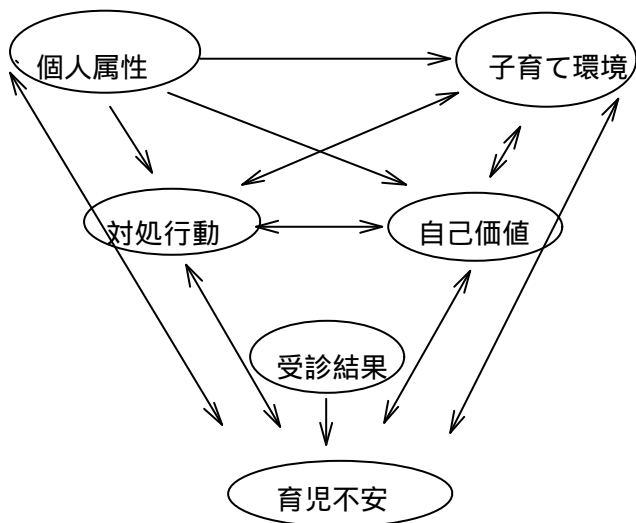 個人属性
子育て環境
対処行動
自己価値
受診結果
育児不安